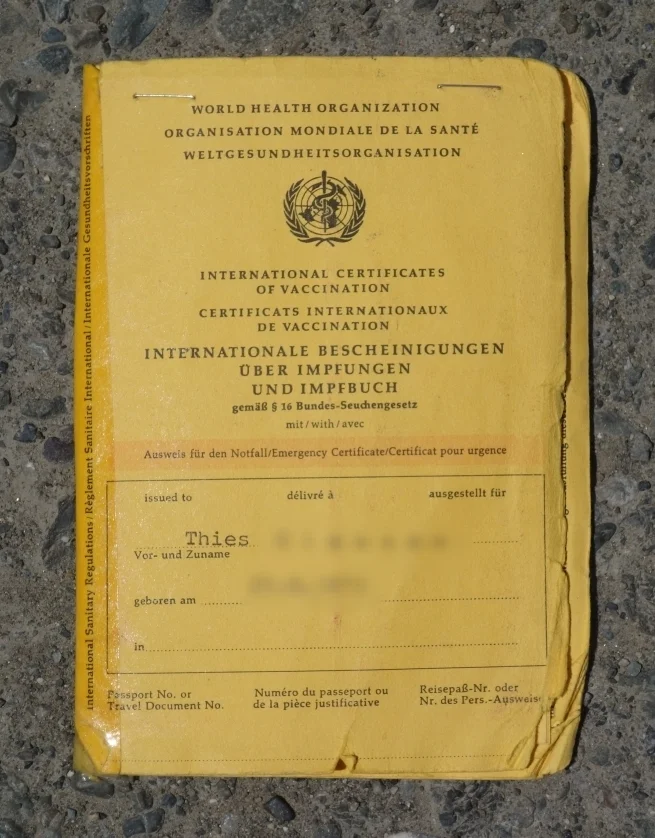 WORLD HEALTH ORGANIZATION
ORGANISATION MONDIALE DE LA SANTÉ
WELTGESUNDHEITSORGANISATION
INTERNATIONAL CERTIFICATES
OF VACCINATION
CERTIFICATS INTERNATIONAUX
DE VACCINATION
INTERNATIONALE BESCHEINIGUNGEN
ÜBER IMPFUNGEN
UND IMPFBUCH
gemäß § 16 Bundes-Seuchengesetz
mit / with / avec
Ausweis für den Notfall/Emergency Certificate/Certificat pour urgence
issued to délivré à ausgestellt für
Thies
Vor- und Zuname
geboren am
in
Passport No. or Numéro du passeport ou Reisepaß-Nr. oder
Travel Document No. de la pièce justificative Nr. des Pers.-Ausweise
International Sanitary Regulations / Règlement Sanitaire International / Internationale Gesundheitsvorschriften